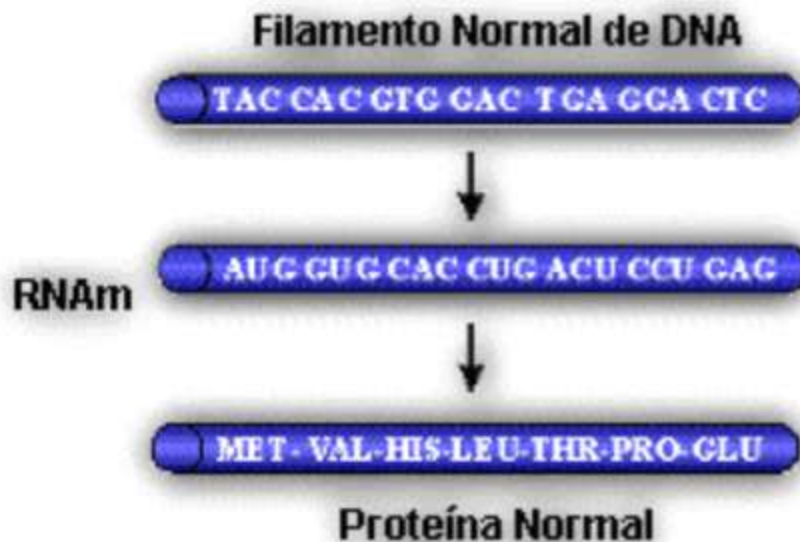 Filamento Normal de DNA
TAC CAC GTG GAC TGA GGA CTC
RNAm
AUG GUG CAC CUG ACU CCU GAG
MET- VAL-HIS-LEU-THR-PRO-GLU
Proteína Normal